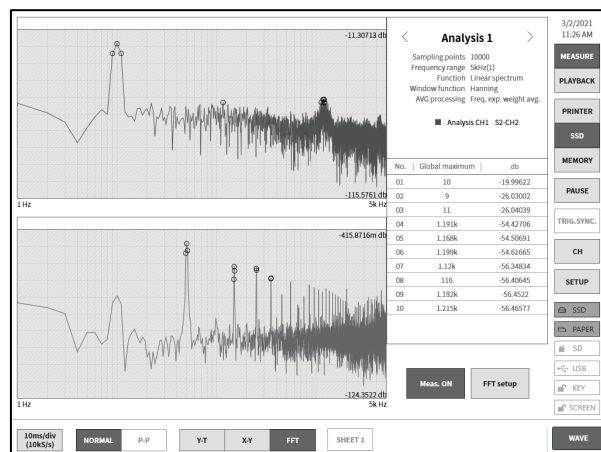 -11.30713 db
-115.5761 db
1 Hz
5k Hz
-415.8716m db
-124.3522 db
1 Hz
5k Hz
Analysis 1
Sampling points 10000
Frequency range 5kHz(1)
Function Linear spectrum
Window function Hanning
AVG processing Freq. exp. weight avg.
Analysis CH1 S2-CH2
No. Global maximum db
01 10 -19.99622
02 9 -26.03002
03 11 -26.04039
04 1.191k -54.42706
05 1.168k -54.50691
06 1.199k -54.61665
07 1.12k -56.34834
08 116 -56.40645
09 1.192k -56.4522
10 1.215k -56.46577
Meas. ON
FFT setup
3/2/2021
11:26 AM
MEASURE
PLAYBACK
PRINTER
SSD
MEMORY
PAUSE
TRIG.SYNC.
CH
SETUP
SSD
PAPER
SD
USB
KEY
SCREEN
10ms/div
(10kS/s)
NORMAL
P-P
Y-T
X-Y
FFT
SHEET 1
WAVE